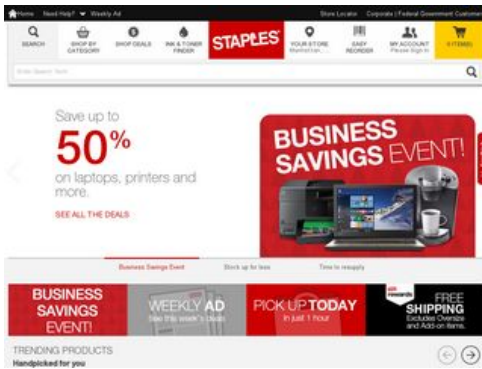 Home Need Help? Weekly Ad Store Locator Corporate | Federal Government Customer
SEARCH SHOP BY CATEGORY SHOP DEALS INK & TONER FINDER STAPLES YOUR STORE EASY REORDER MY ACCOUNT Please Sign In 0 ITEM(S)
Enter Search Term
Save up to
50%
on laptops, printers and
more.
SEE ALL THE DEALS
BUSINESS
SAVINGS EVENT!
Business Savings Event Stock up for less Time to resupply
BUSINESS
SAVINGS
EVENT!
WEEKLY AD
See this week's deals
PICK UP TODAY
in just 1 hour
rewards
FREE
SHIPPING
Excludes Oversize
and Add-on items.
TRENDING PRODUCTS
Handpicked for you